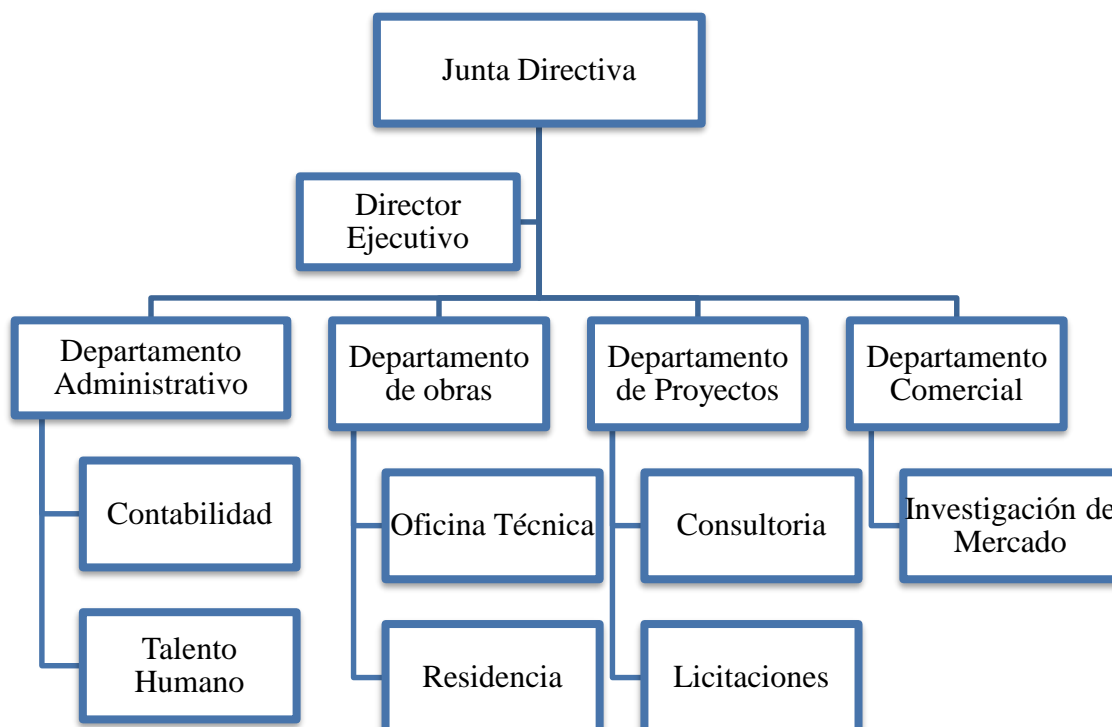 Junta Directiva
Director
Ejecutivo
Departamento
Administrativo
Departamento
de obras
Departamento
de Proyectos
Departamento
Comercial
Contabilidad
Talento
Humano
Oficina Técnica
Residencia
Consultoria
Licitaciones
Investigación de
Mercado